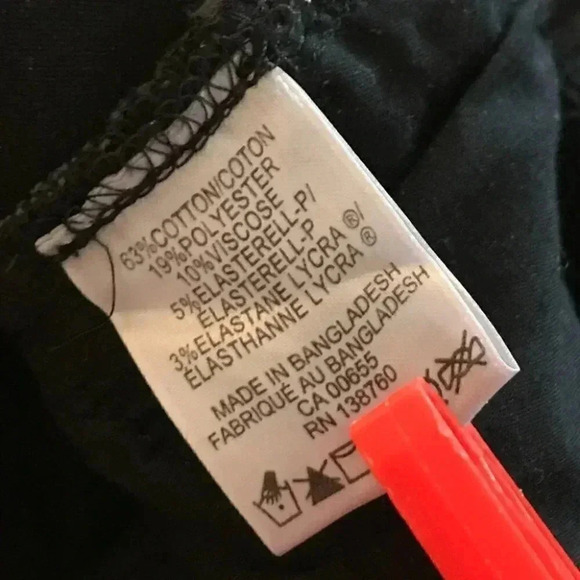 63%COTTON/COTON
19%POLYESTER
10%VISCOSE
5%ELASTERELL-P/
ÉLASTERELL-P
3%ELASTANE LYCRA ®/
ÉLASTHANNE LYCRA ®
MADE IN BANGLADESH
FABRIQUÉ AU BANGLADESH
CA 00655
RN 138760